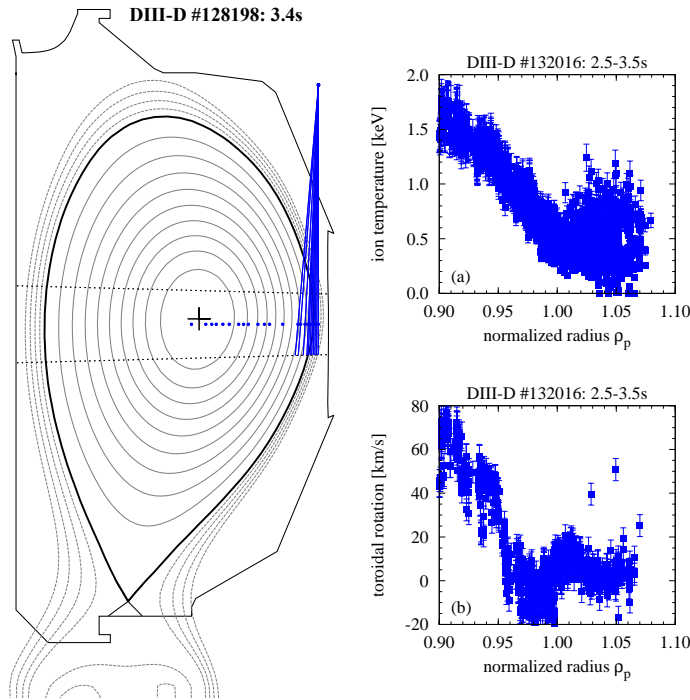 DIII-D #128198: 3.4s
DIII-D #132016: 2.5-3.5s
ion temperature [keV]
2.0
1.5
1.0
0.5
0.0
(a)
0.90 0.95 1.00 1.05 1.10
normalized radius ρp
DIII-D #132016: 2.5-3.5s
toroidal rotation [km/s]
80
60
40
20
0
-20
(b)
0.90 0.95 1.00 1.05 1.10
normalized radius ρp